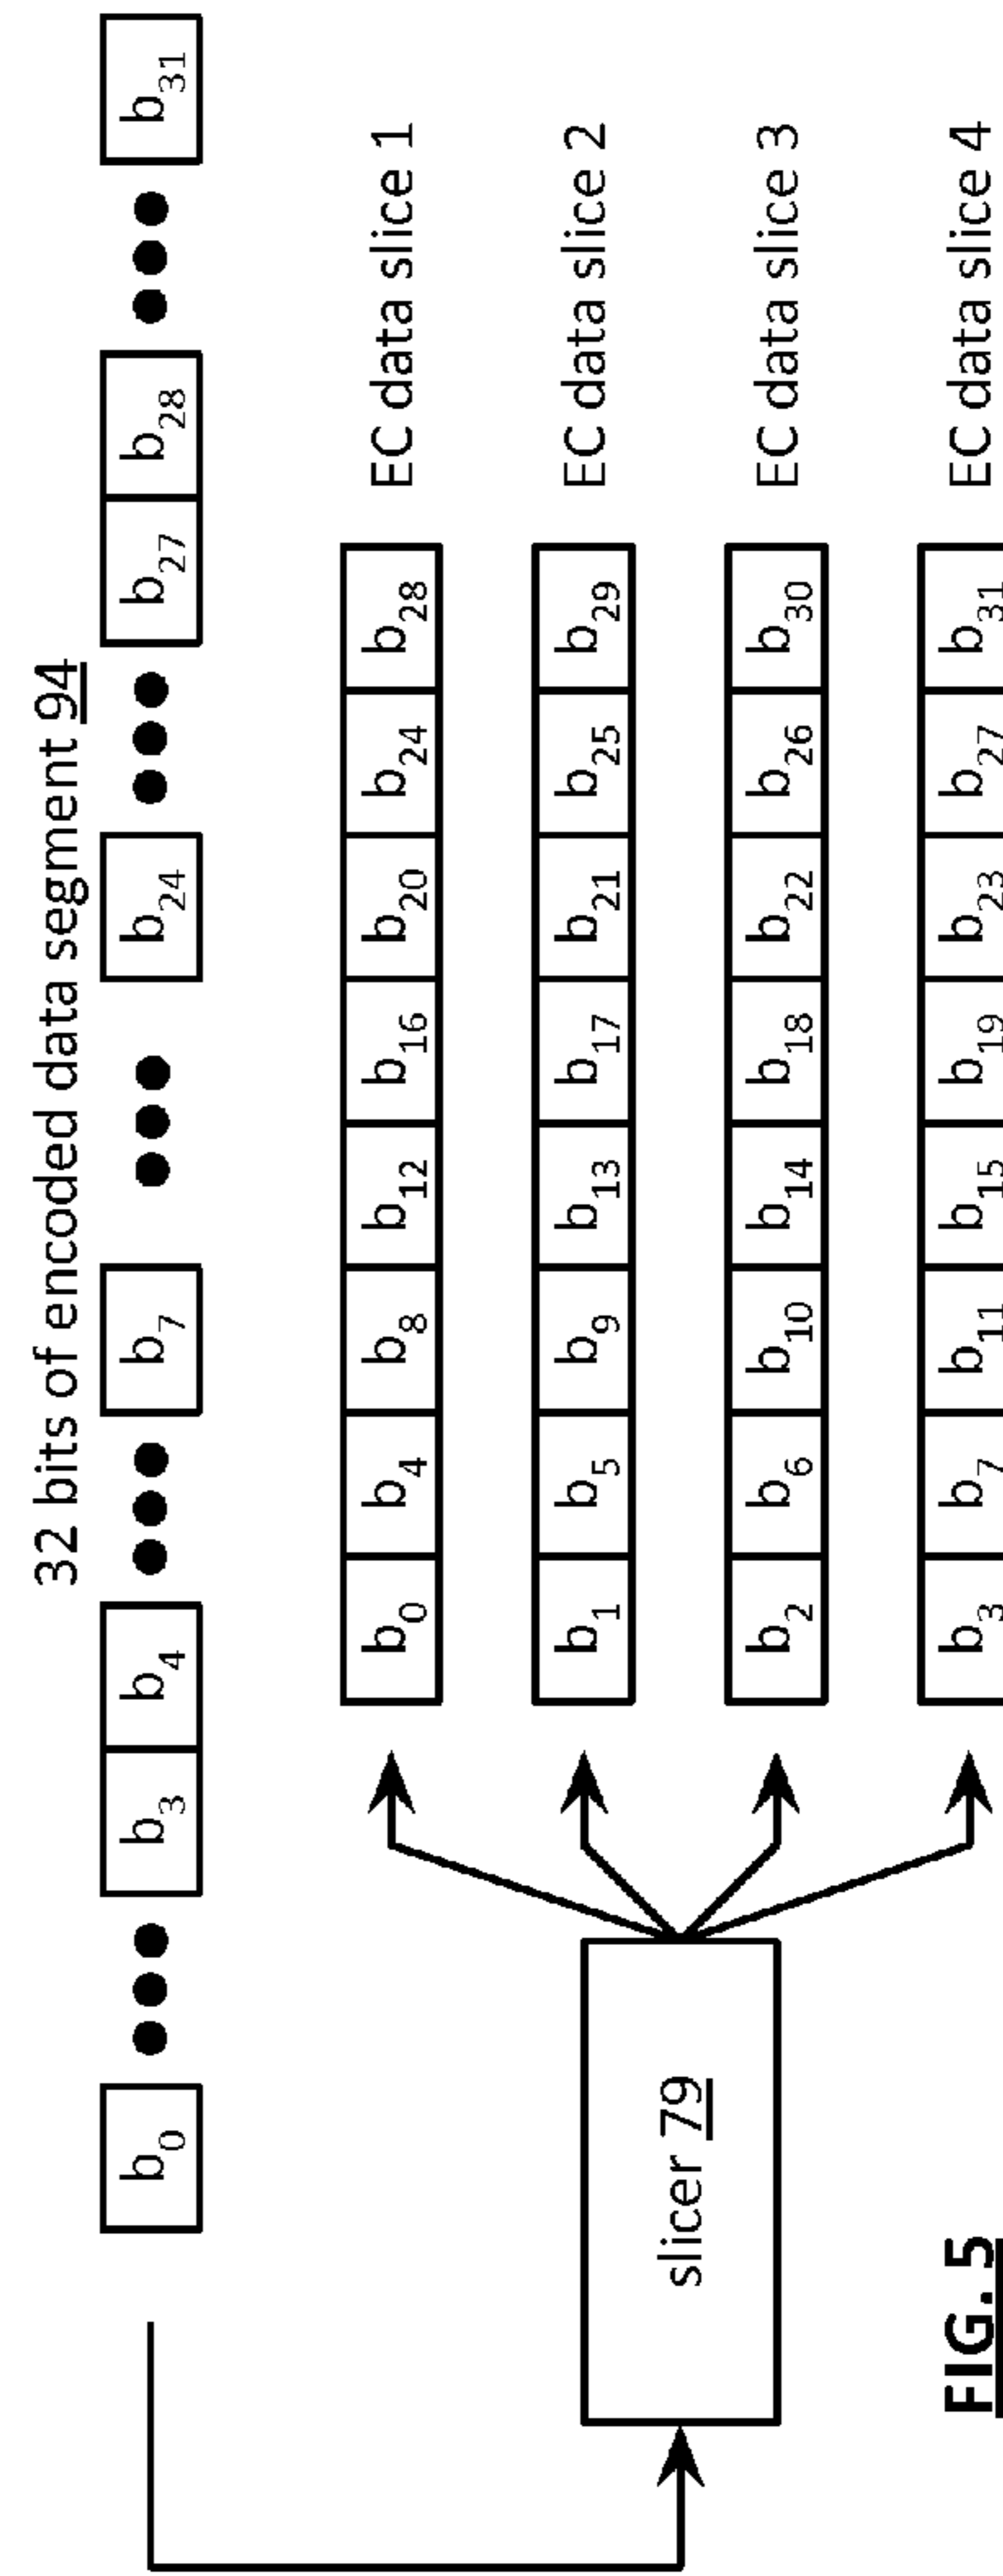 32 bits of encoded data segment 94
b0 ••• b3 b4 ••• b7 ••• b24 ••• b27 b28 ••• b31
b0 b4 b8 b12 b16 b20 b24 b28 EC data slice 1
b1 b5 b9 b13 b17 b21 b25 b29 EC data slice 2
slicer 79
b2 b6 b10 b14 b18 b22 b26 b30 EC data slice 3
b3 b7 b11 b15 b19 b23 b27 b31 EC data slice 4
FIG. 5